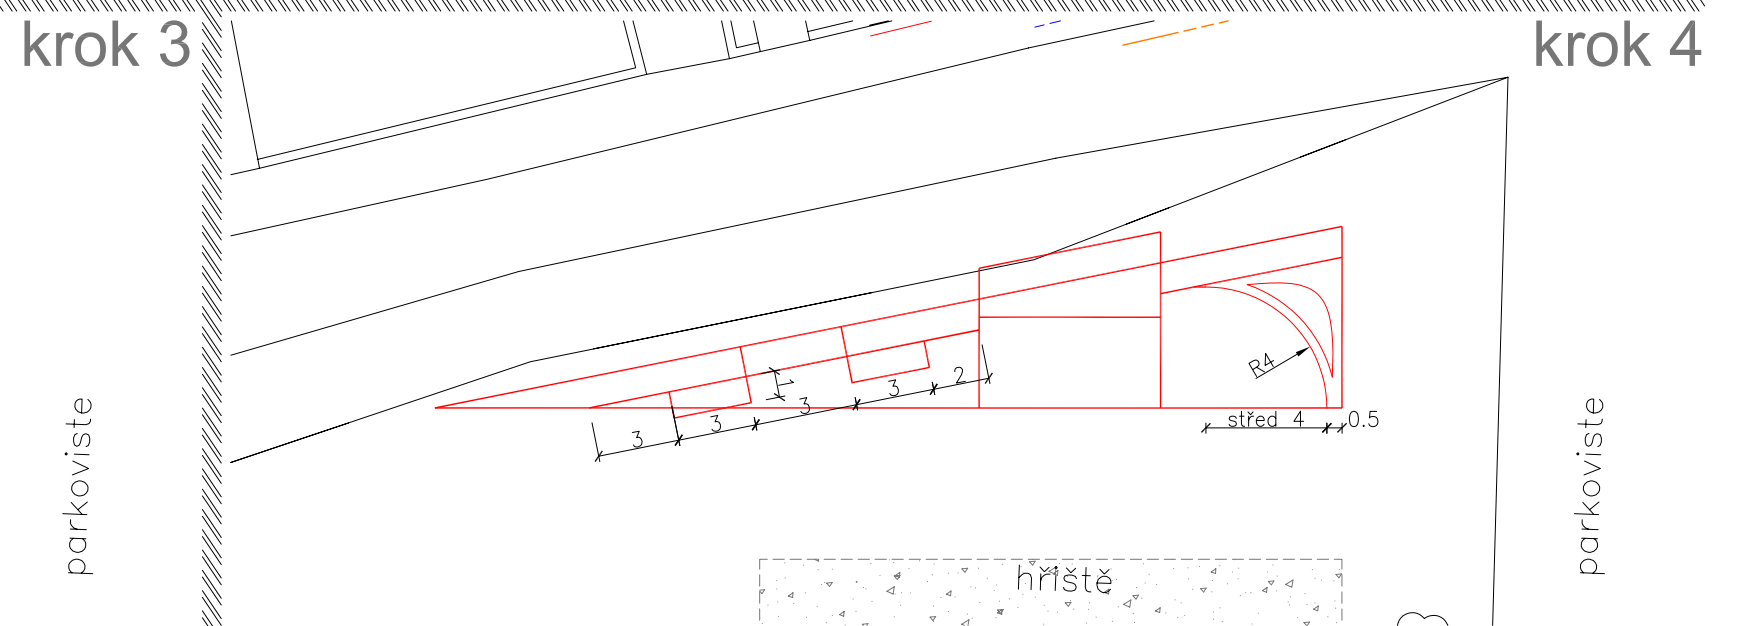 krok 3
krok 4
R4
1
2
3
3
3
3
střed 4
0.5
parkoviste
parkoviste
hřiště